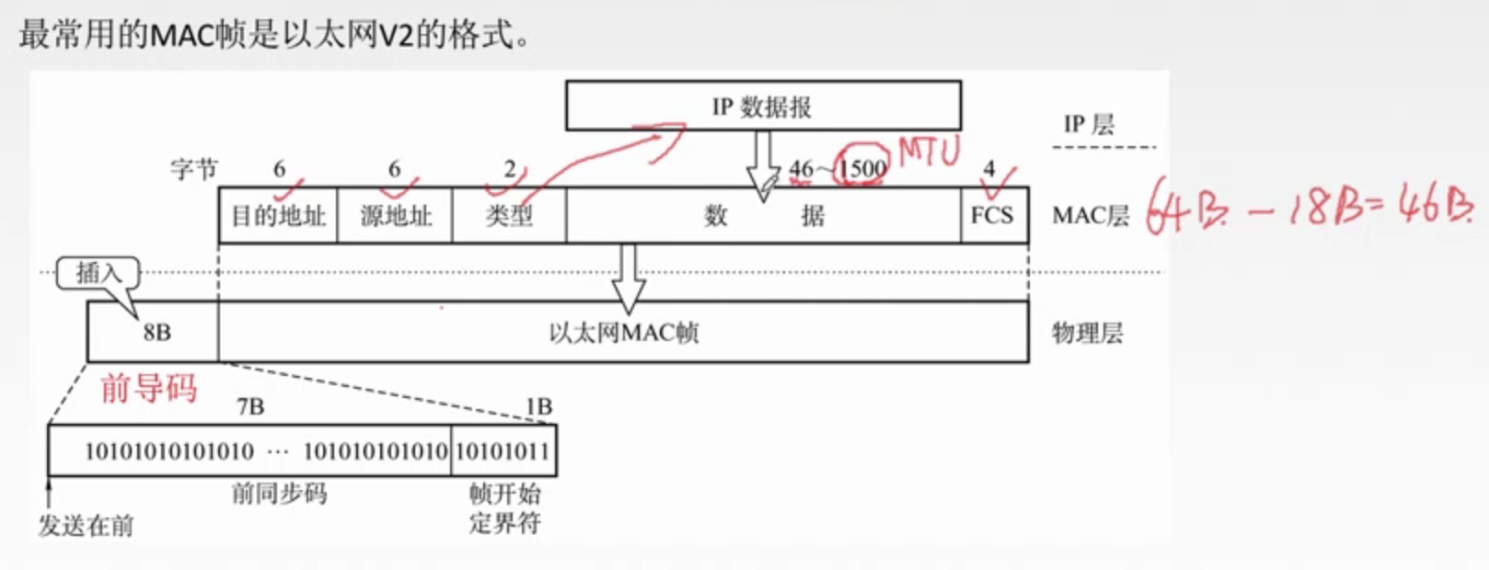 最常用的MAC帧是以太网V2的格式。
IP 数据报
IP 层
字节 6 6 2 46~1500 MTU 4
目的地址 源地址 类型 数 据 FCS MAC层 64B. - 18B = 46B.
插入
8B 以太网MAC帧 物理层
前导码
7B 1B
10101010101010 … 101010101010 10101011
前同步码 帧开始
定界符
发送在前